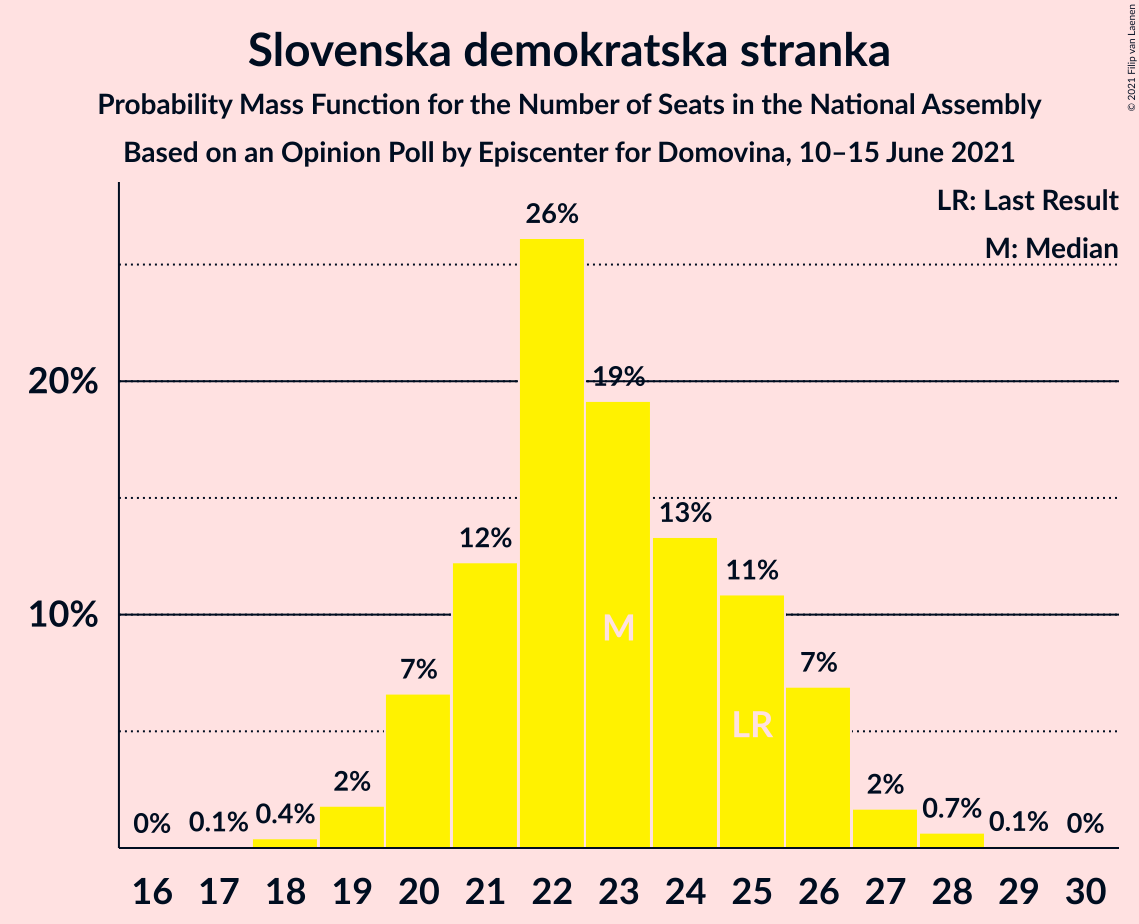 Slovenska demokratska stranka
Probability Mass Function for the Number of Seats in the National Assembly
Based on an Opinion Poll by Episcenter for Domovina, 10–15 June 2021
© 2021 Filip van Laenen
LR: Last Result
M: Median
26%
20%
19%
13%
12%
11%
10%
M
7%
7%
LR
2%
2%
0.4%
0.7%
0%
0.1%
0.1%
0%
16 17 18 19 20 21 22 23 24 25 26 27 28 29 30